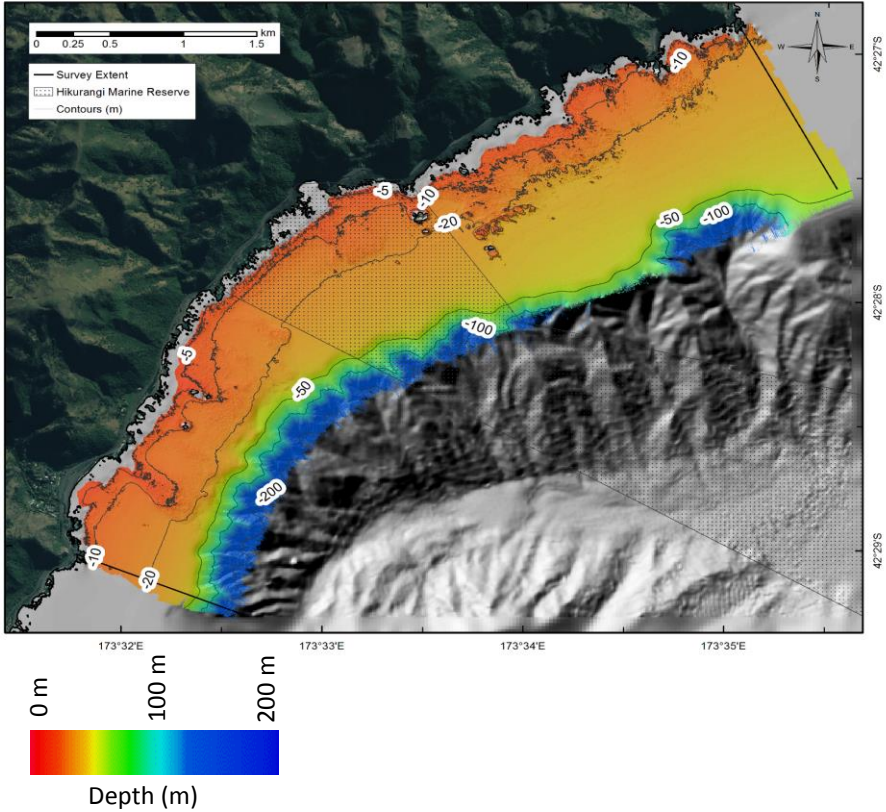 0 0.25 0.5 1 1.5 km
Survey Extent
Hikurangi Marine Reserve
Contours (m)
N
W E
S
-10
-5
-10
-20
-50
-100
-100
-5
-50
-200
-10
-20
42°27'S
42°28'S
42°29'S
173°32'E 173°33'E 173°34'E 173°35'E
0 m 100 m 200 m
Depth (m)